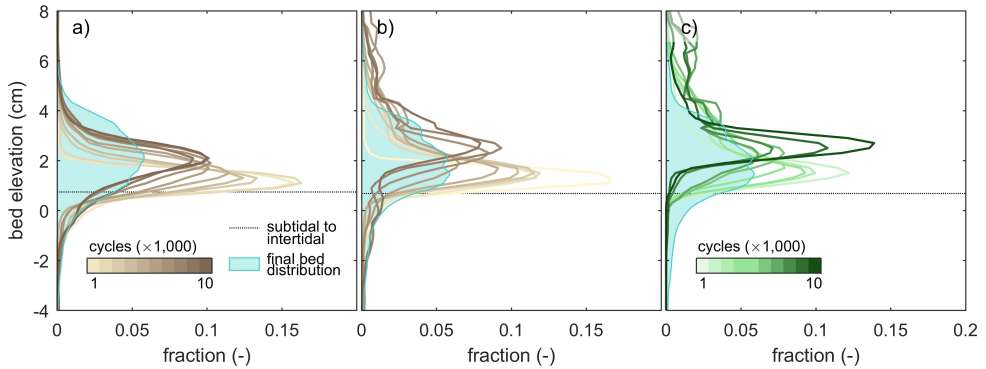 a)
b)
c)
8
6
4
2
0
-2
-4
bed elevation (cm)
subtidal to
intertidal
final bed
distribution
cycles (×1,000)
1 10
cycles (×1,000)
1 10
0 0.05 0.1 0.15
0 0.05 0.1 0.15
0 0.05 0.1 0.15 0.2
fraction (-)
fraction (-)
fraction (-)